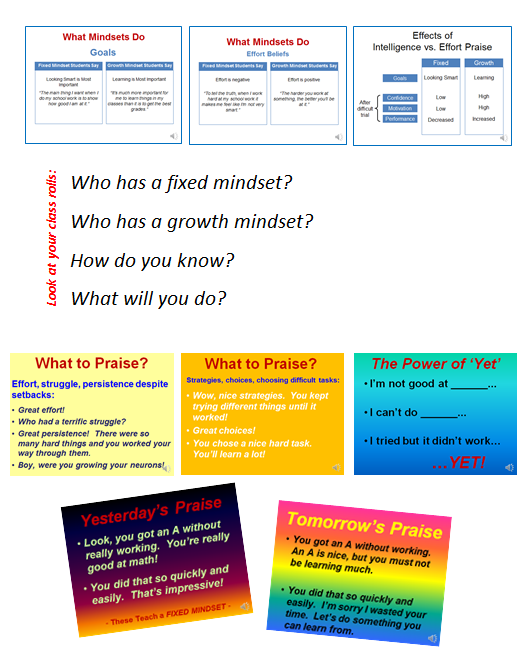 What Mindsets Do
Goals
Fixed Mindset Students Say
Growth Mindset Students Say
Looking Smart is Most
Important
"The main thing I want when I
do my school work is to show
how good I am at it."
Learning is Most Important
"It's much more important for
me to learn things in my
classes than it is to get the best
grades."
What Mindsets Do
Effort Beliefs
Fixed Mindset Students Say
Growth Mindset Students Say
Effort is negative
"To tell the truth, when I work
hard at my school work it
makes me feel like I'm not very
smart."
Effort is positive
"The harder you work at
something, the better you'll be
at it."
Effects of
Intelligence vs. Effort Praise
Fixed Growth
Goals Looking Smart Learning
After
difficult
trial
Confidence Low High
Motivation Low High
Performance Decreased Increased
Look at your class rolls:
Who has a fixed mindset?
Who has a growth mindset?
How do you know?
What will you do?
What to Praise?
Effort, struggle, persistence despite
setbacks:
• Great effort!
• Who had a terrific struggle?
• Great persistence! There were so
many hard things and you worked your
way through them.
• Boy, were you growing your neurons!
What to Praise?
Strategies, choices, choosing difficult tasks:
• Wow, nice strategies. You kept
trying different things until it
worked!
• Great choices!
• You chose a nice hard task.
You'll learn a lot!
The Power of 'Yet'
• I'm not good at ______...
• I can't do ______...
• I tried but it didn't work...
...YET!
Yesterday's Praise
• Look, you got an A without
really working. You're really
good at math!
• You did that so quickly and
easily. That's impressive!
- These Teach a FIXED MINDSET -
Tomorrow's Praise
• You got an A without working.
An A is nice, but you must not
be learning much.
• You did that so quickly and
easily. I'm sorry I wasted your
time. Let's do something you
can learn from.